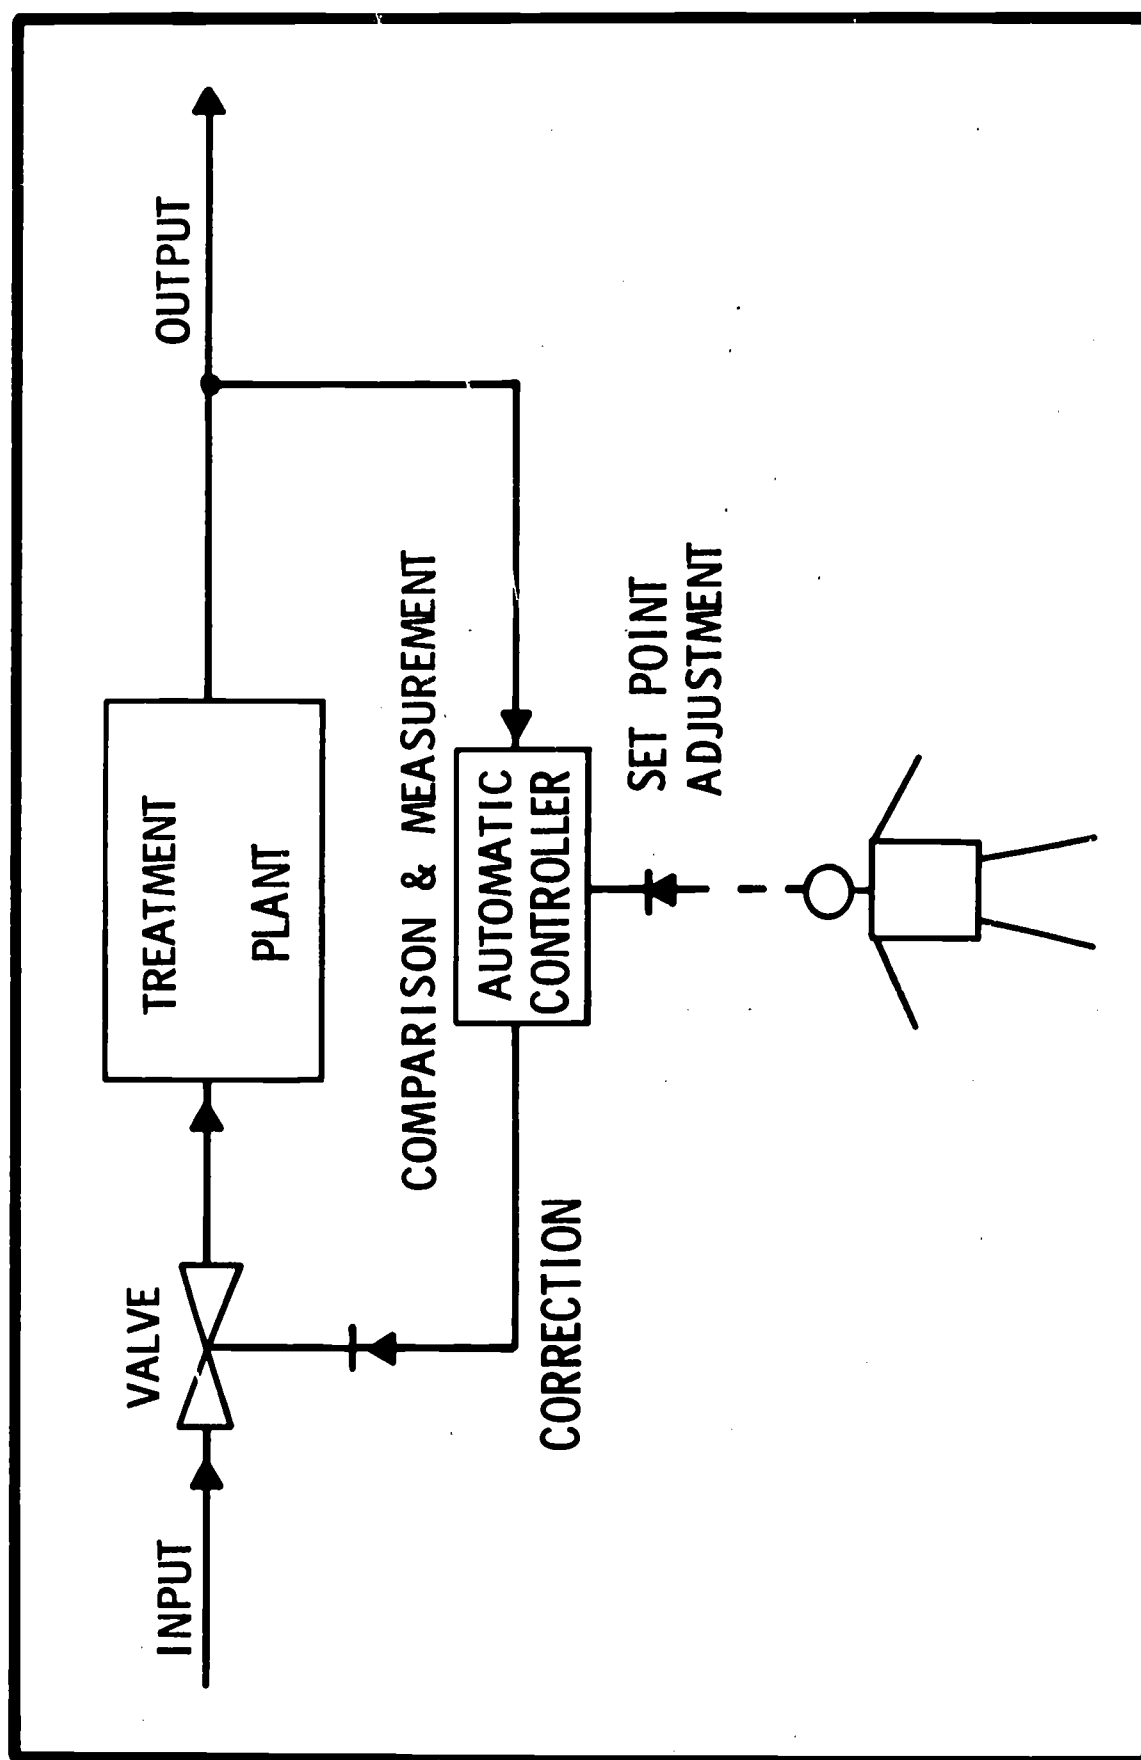 INPUT
VALVE
TREATMENT
PLANT
OUTPUT
COMPARISON & MEASUREMENT
AUTOMATIC
CONTROLLER
CORRECTION
SET POINT
ADJUSTMENT